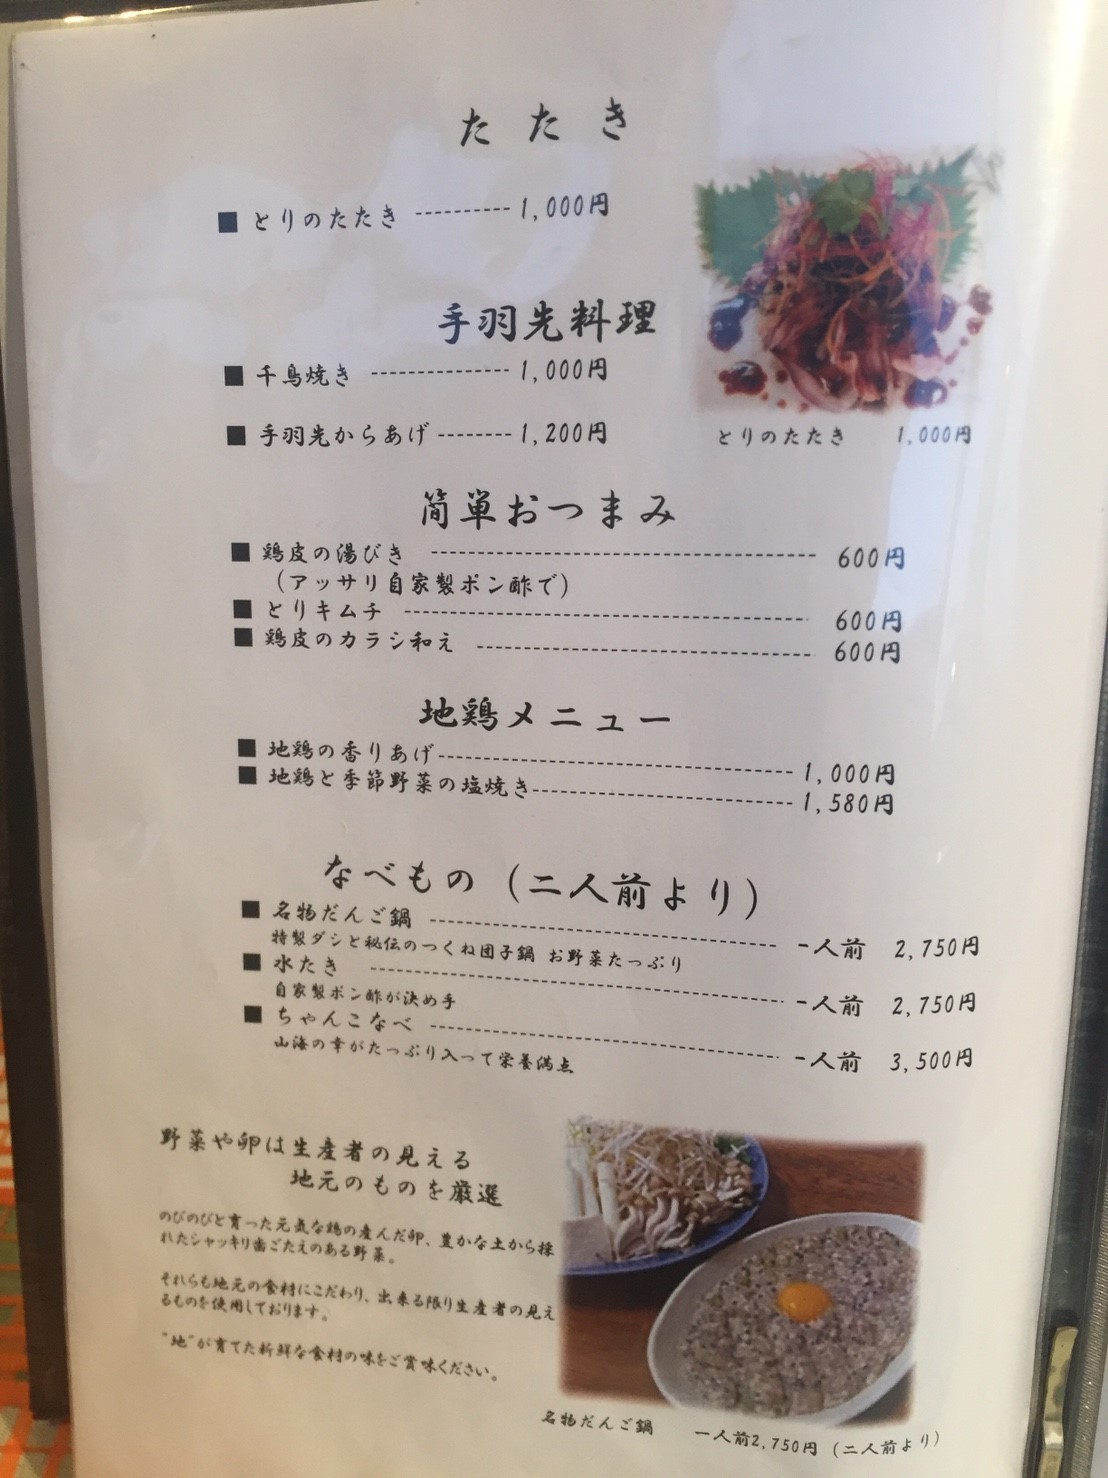 たたき
■ とりのたたき ---------- 1,000円
手羽先料理
■ 千鳥焼き --------------- 1,000円
■ 手羽先からあげ -------- 1,200円
とりのたたき 1,000円
簡単おつまみ
■ 鶏皮の湯びき ---------------------------------------- 600円
（アッサリ自家製ポン酢で）
■ とりキムチ ------------------------------------------- 600円
■ 鶏皮のカラシ和え ------------------------------------ 600円
地鶏メニュー
■ 地鶏の香りあげ -------------------------------------- 1,000円
■ 地鶏と季節野菜の塩焼き ---------------------------- 1,580円
なべもの（二人前より）
■ 名物だんご鍋 ------------------------------------- 一人前 2,750円
特製ダシと秘伝のつくね団子鍋 お野菜たっぷり
■ 水たき -------------------------------------------- 一人前 2,750円
自家製ポン酢が決め手
■ ちゃんこなべ ------------------------------------- 一人前 3,500円
山海の幸がたっぷり入って栄養満点
野菜や卵は生産者の見える
地元のものを厳選
のびのびと育った元気な鶏の産んだ卵、豊かな土から採
れたシャッキリ歯ごたえのある野菜。
それらも地元の食材にこだわり、出来る限り生産者の見え
るものを使用しております。
"地"が育てた新鮮な食材の味をご賞味ください。
名物だんご鍋 一人前2,750円（二人前より）